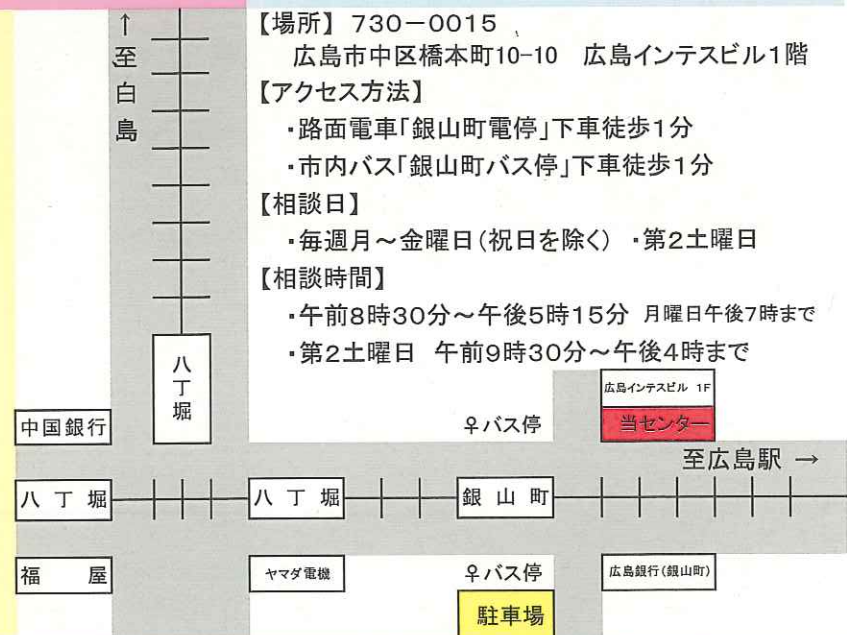 【場所】 730－0015
広島市中区橋本町10-10　広島インテスビル1階
【アクセス方法】
・路面電車「銀山町電停」下車徒歩1分
・市内バス「銀山町バス停」下車徒歩1分
【相談日】
・毎週月～金曜日(祝日を除く)　・第2土曜日
【相談時間】
・午前8時30分～午後5時15分　月曜日午後7時まで
・第2土曜日　午前9時30分～午後4時まで
↑至白島
八丁堀
広島インテスビル 1F
中国銀行
バス停
当センター
至広島駅 →
八丁堀
八丁堀
銀山町
福屋
ヤマダ電機
バス停
広島銀行(銀山町)
駐車場